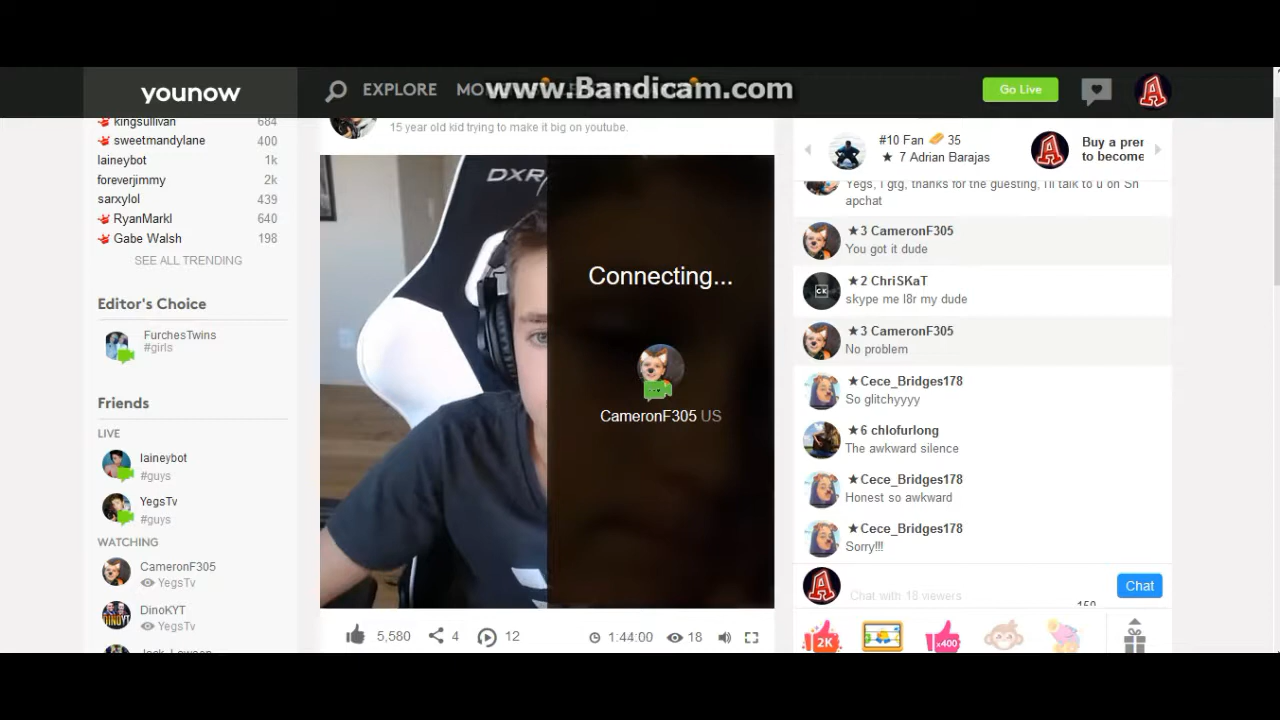 www.Bandicam.com
younow
EXPLORE
Go Live
kingsullivan 684
sweetmandylane 400
laineybot 1k
foreverjimmy 2k
sarxylol 439
RyanMarkl 640
Gabe Walsh 198
SEE ALL TRENDING
Editor's Choice
FurchesTwins
#girls
Friends
LIVE
laineybot
#guys
YegsTv
#guys
WATCHING
CameronF305
YegsTv
DinoKYT
YegsTv
15 year old kid trying to make it big on youtube.
DXR
Connecting...
CameronF305 US
5,580 4 12 1:44:00 18
#10 Fan 35
★ 7 Adrian Barajas
Buy a prer
to become
Yegs, I gtg, thanks for the guesting, I'll talk to u on Sn
apchat
★3 CameronF305
You got it dude
★2 ChriSKaT
skype me l8r my dude
★3 CameronF305
No problem
★Cece_Bridges178
So glitchyyyy
★6 chlofurlong
The awkward silence
★Cece_Bridges178
Honest so awkward
★Cece_Bridges178
Sorry!!!
Chat with 18 viewers
Chat
150
2K
x400